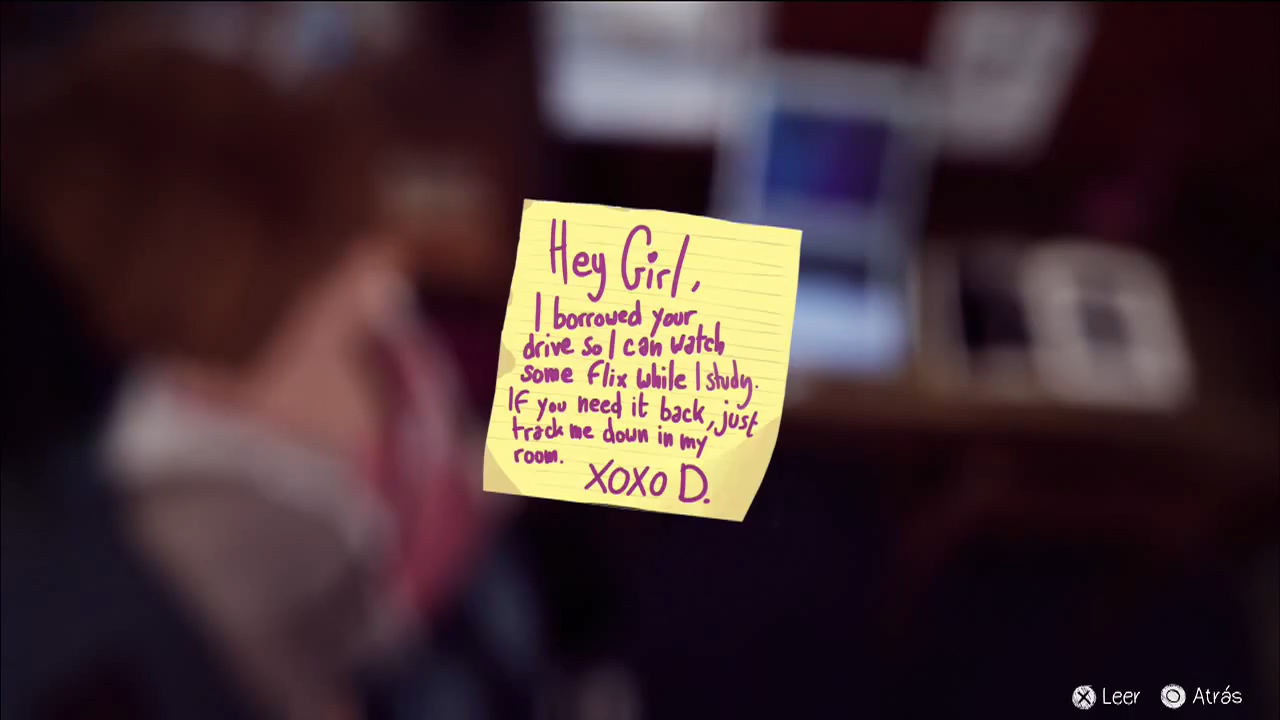 Hey Girl,
I borrowed your
drive so I can watch
some Flix while I study.
If you need it back, just
track me down in my
room.
XOXO D.
Leer Atrás